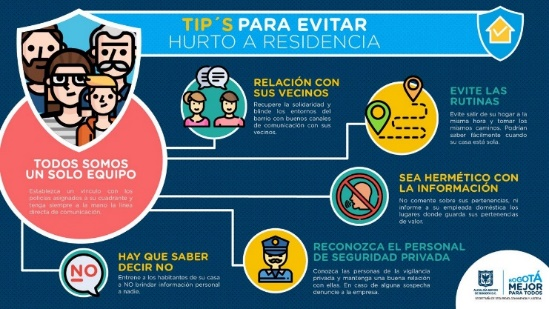 TIP´S PARA EVITAR
HURTO A RESIDENCIA
RELACIÓN CON
SUS VECINOS
Recupere la solidaridad y
blinde los entornos del
barrio con buenos canales
de comunicación con sus
vecinos.
EVITE LAS
RUTINAS
Evite salir de su hogar a la
misma hora y tomar los
mismos caminos. Podrían
saber fácilmente cuando
su casa está sola.
TODOS SOMOS
UN SOLO EQUIPO
Establezca un vínculo con los
policías asignados a su cuadrante y
tenga siempre a la mano la línea
directa de comunicación.
SEA HERMÉTICO CON
LA INFORMACIÓN
No comente sobre sus pertenencias, ni
informe a su empleada doméstica los
lugares donde guarda sus pertenencias
de valor.
NO
HAY QUE SABER
DECIR NO
Entrene a los habitantes de su casa
a NO brindar información personal
a nadie.
RECONOZCA EL PERSONAL
DE SEGURIDAD PRIVADA
Conozca las personas de la vigilancia
privada y mantenga una buena relación
con ellas. En caso de alguna sospecha
denuncie a la empresa.
ALCALDÍA MAYOR
DE BOGOTÁ D.C.
BOGOTÁ
MEJOR
PARA TODOS